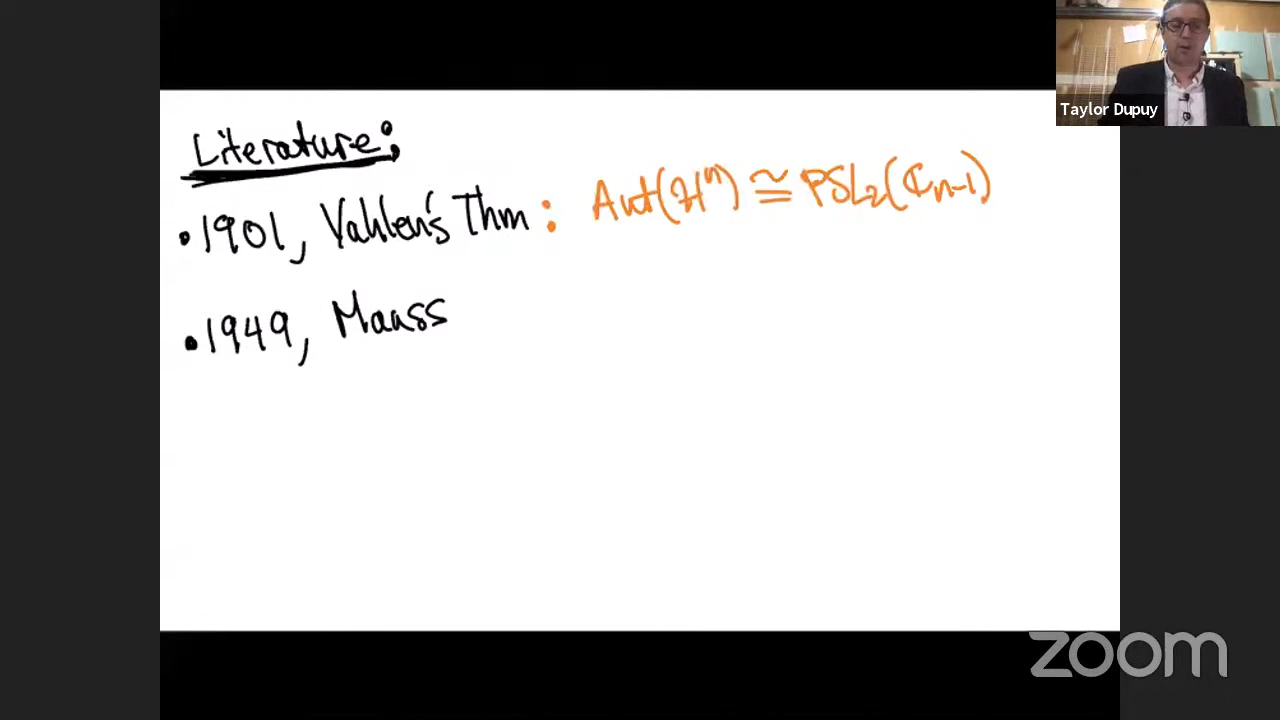 Taylor Dupuy
Literature:
• 1901, Vahlen's Thm : Aut(ℋⁿ) ≅ PSL₂(ℂₙ₋₁)
• 1949, Maass
zoom